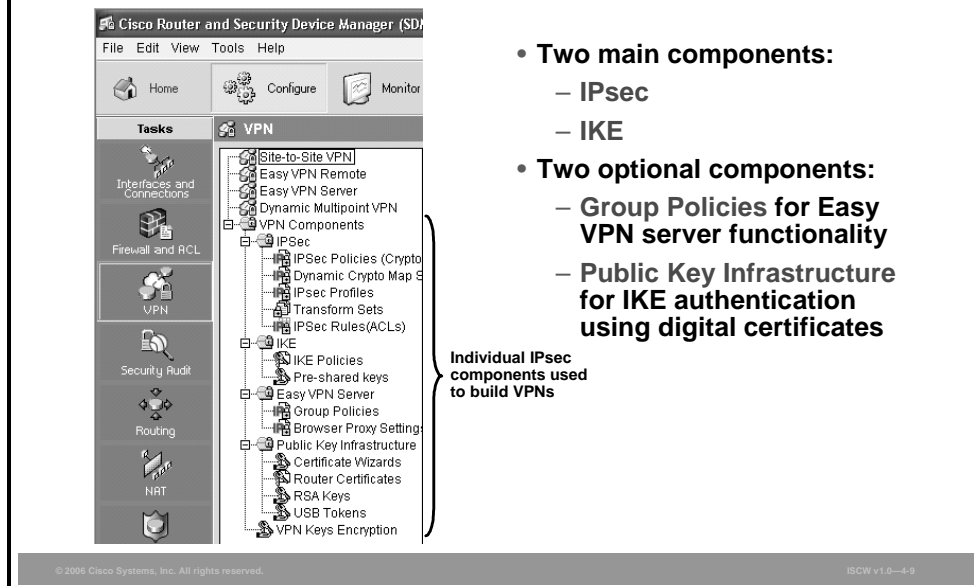 Cisco Router and Security Device Manager (SD
File Edit View Tools Help
Home
Configure
Monitor
Tasks
VPN
Interfaces and
Connections
Firewall and ACL
VPN
Security Audit
Routing
NAT
Site-to-Site VPN
Easy VPN Remote
Easy VPN Server
Dynamic Multipoint VPN
VPN Components
IPSec
IPSec Policies (Crypto
Dynamic Crypto Map S
IPsec Profiles
Transform Sets
IPSec Rules(ACLs)
IKE
IKE Policies
Pre-shared keys
Easy VPN Server
Group Policies
Browser Proxy Settings
Public Key Infrastructure
Certificate Wizards
Router Certificates
RSA Keys
USB Tokens
VPN Keys Encryption
Individual IPsec
components used
to build VPNs
• Two main components:
– IPsec
– IKE
• Two optional components:
– Group Policies for Easy
VPN server functionality
– Public Key Infrastructure
for IKE authentication
using digital certificates
© 2006 Cisco Systems, Inc. All rights reserved.
ISCW v1.0—4-9